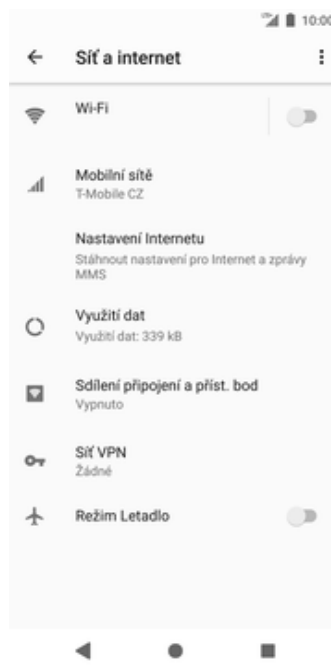 10:00
Síť a internet
Wi-Fi
Mobilní sítě
T-Mobile CZ
Nastavení Internetu
Stáhnout nastavení pro Internet a zprávy
MMS
Využití dat
Využití dat: 339 kB
Sdílení připojení a příst. bod
Vypnuto
Síť VPN
Žádné
Režim Letadlo